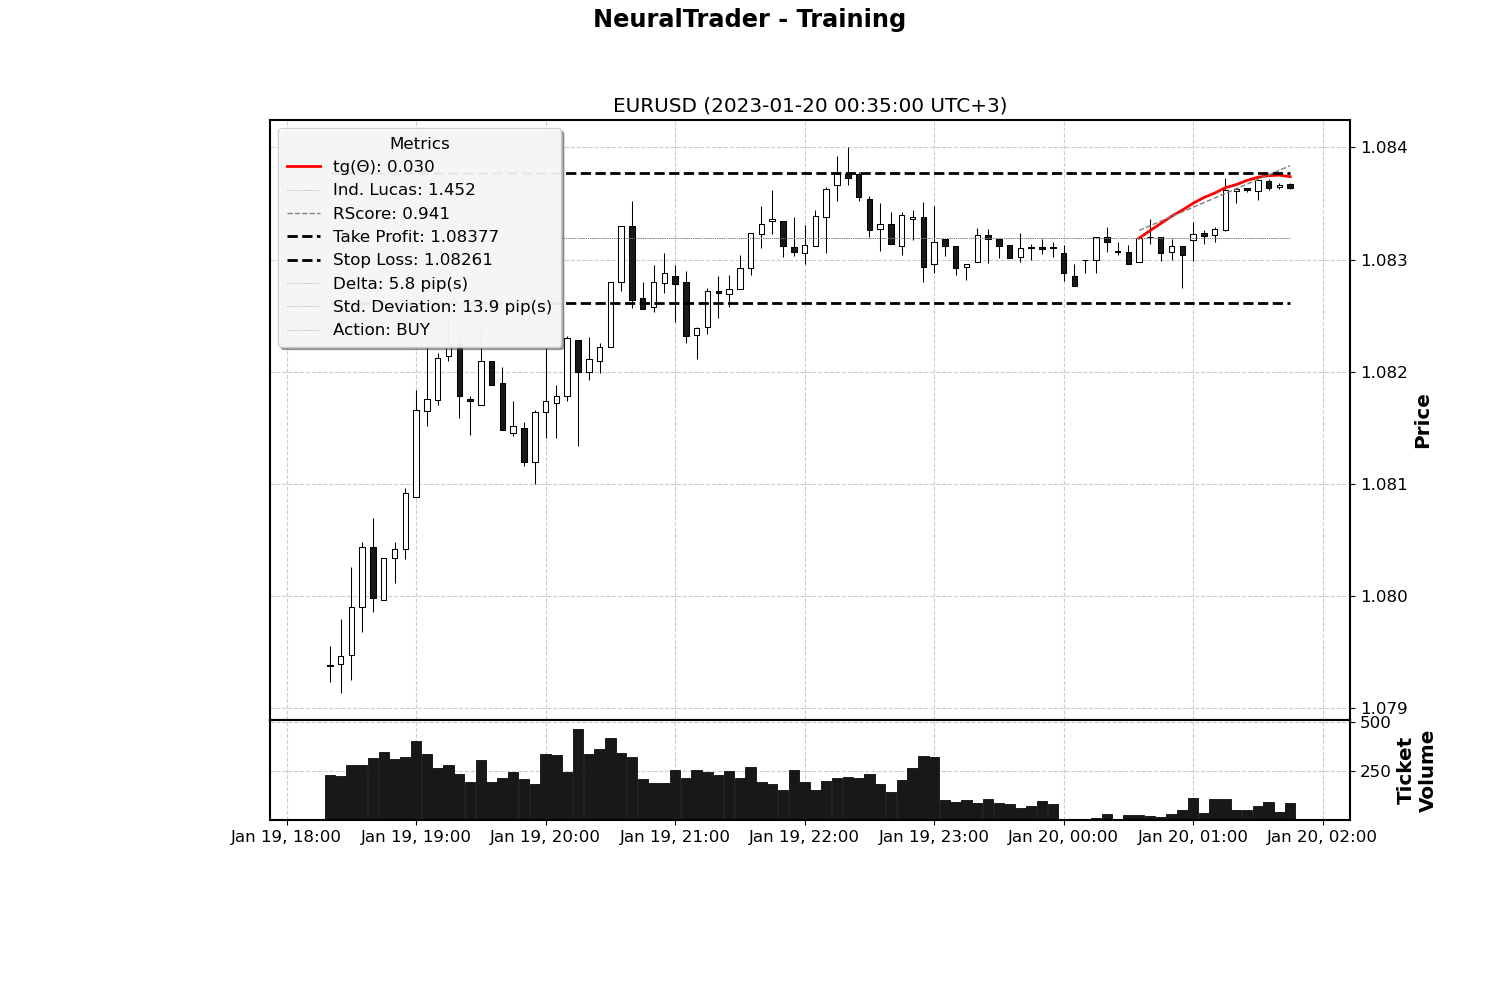 NeuralTrader - Training
EURUSD (2023-01-20 00:35:00 UTC+3)
Metrics
tg(Θ): 0.030
Ind. Lucas: 1.452
RScore: 0.941
Take Profit: 1.08377
Stop Loss: 1.08261
Delta: 5.8 pip(s)
Std. Deviation: 13.9 pip(s)
Action: BUY
1.084
1.083
1.082
1.081
1.080
1.079
Price
500
250
Ticket
Volume
Jan 19, 18:00
Jan 19, 19:00
Jan 19, 20:00
Jan 19, 21:00
Jan 19, 22:00
Jan 19, 23:00
Jan 20, 00:00
Jan 20, 01:00
Jan 20, 02:00